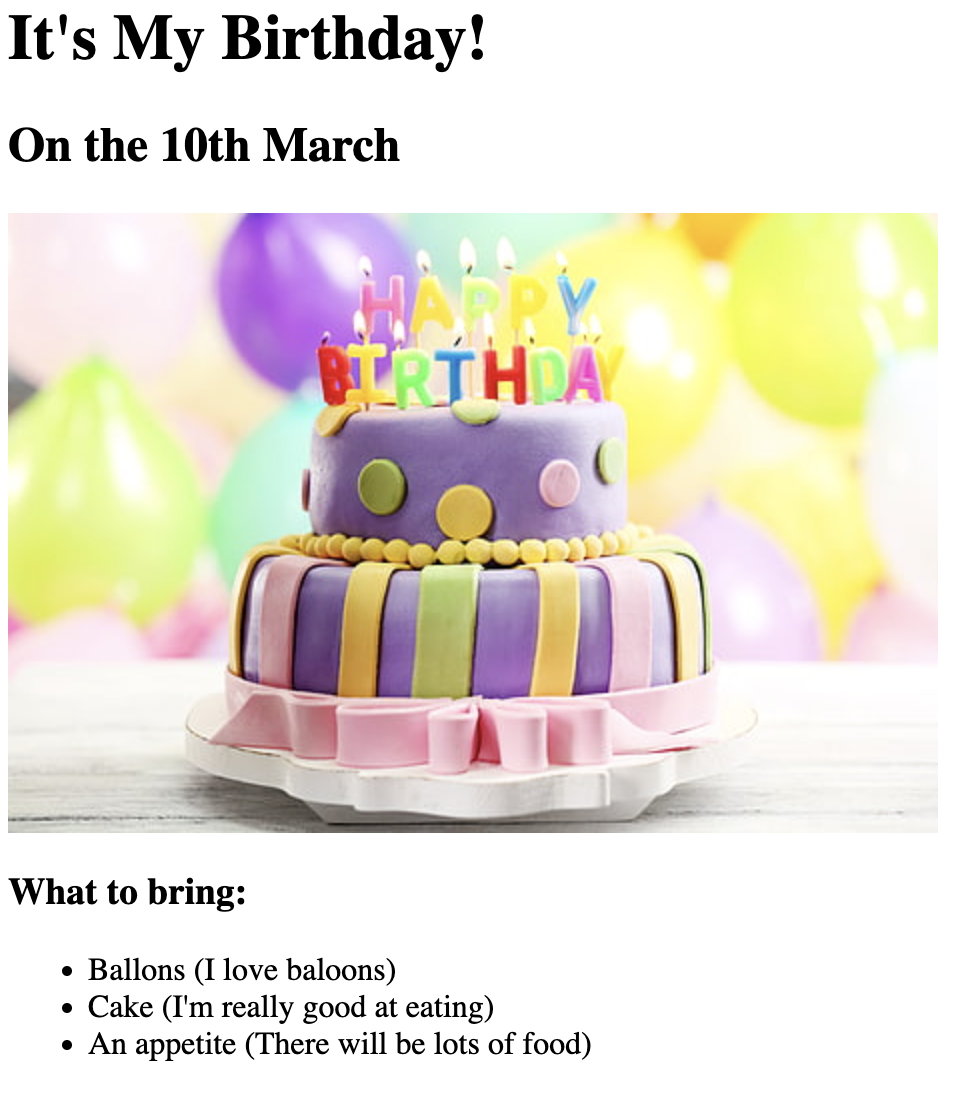 It's My Birthday!
On the 10th March
HAPPY
BIRTHDAY
What to bring:
Ballons (I love baloons)
Cake (I'm really good at eating)
An appetite (There will be lots of food)